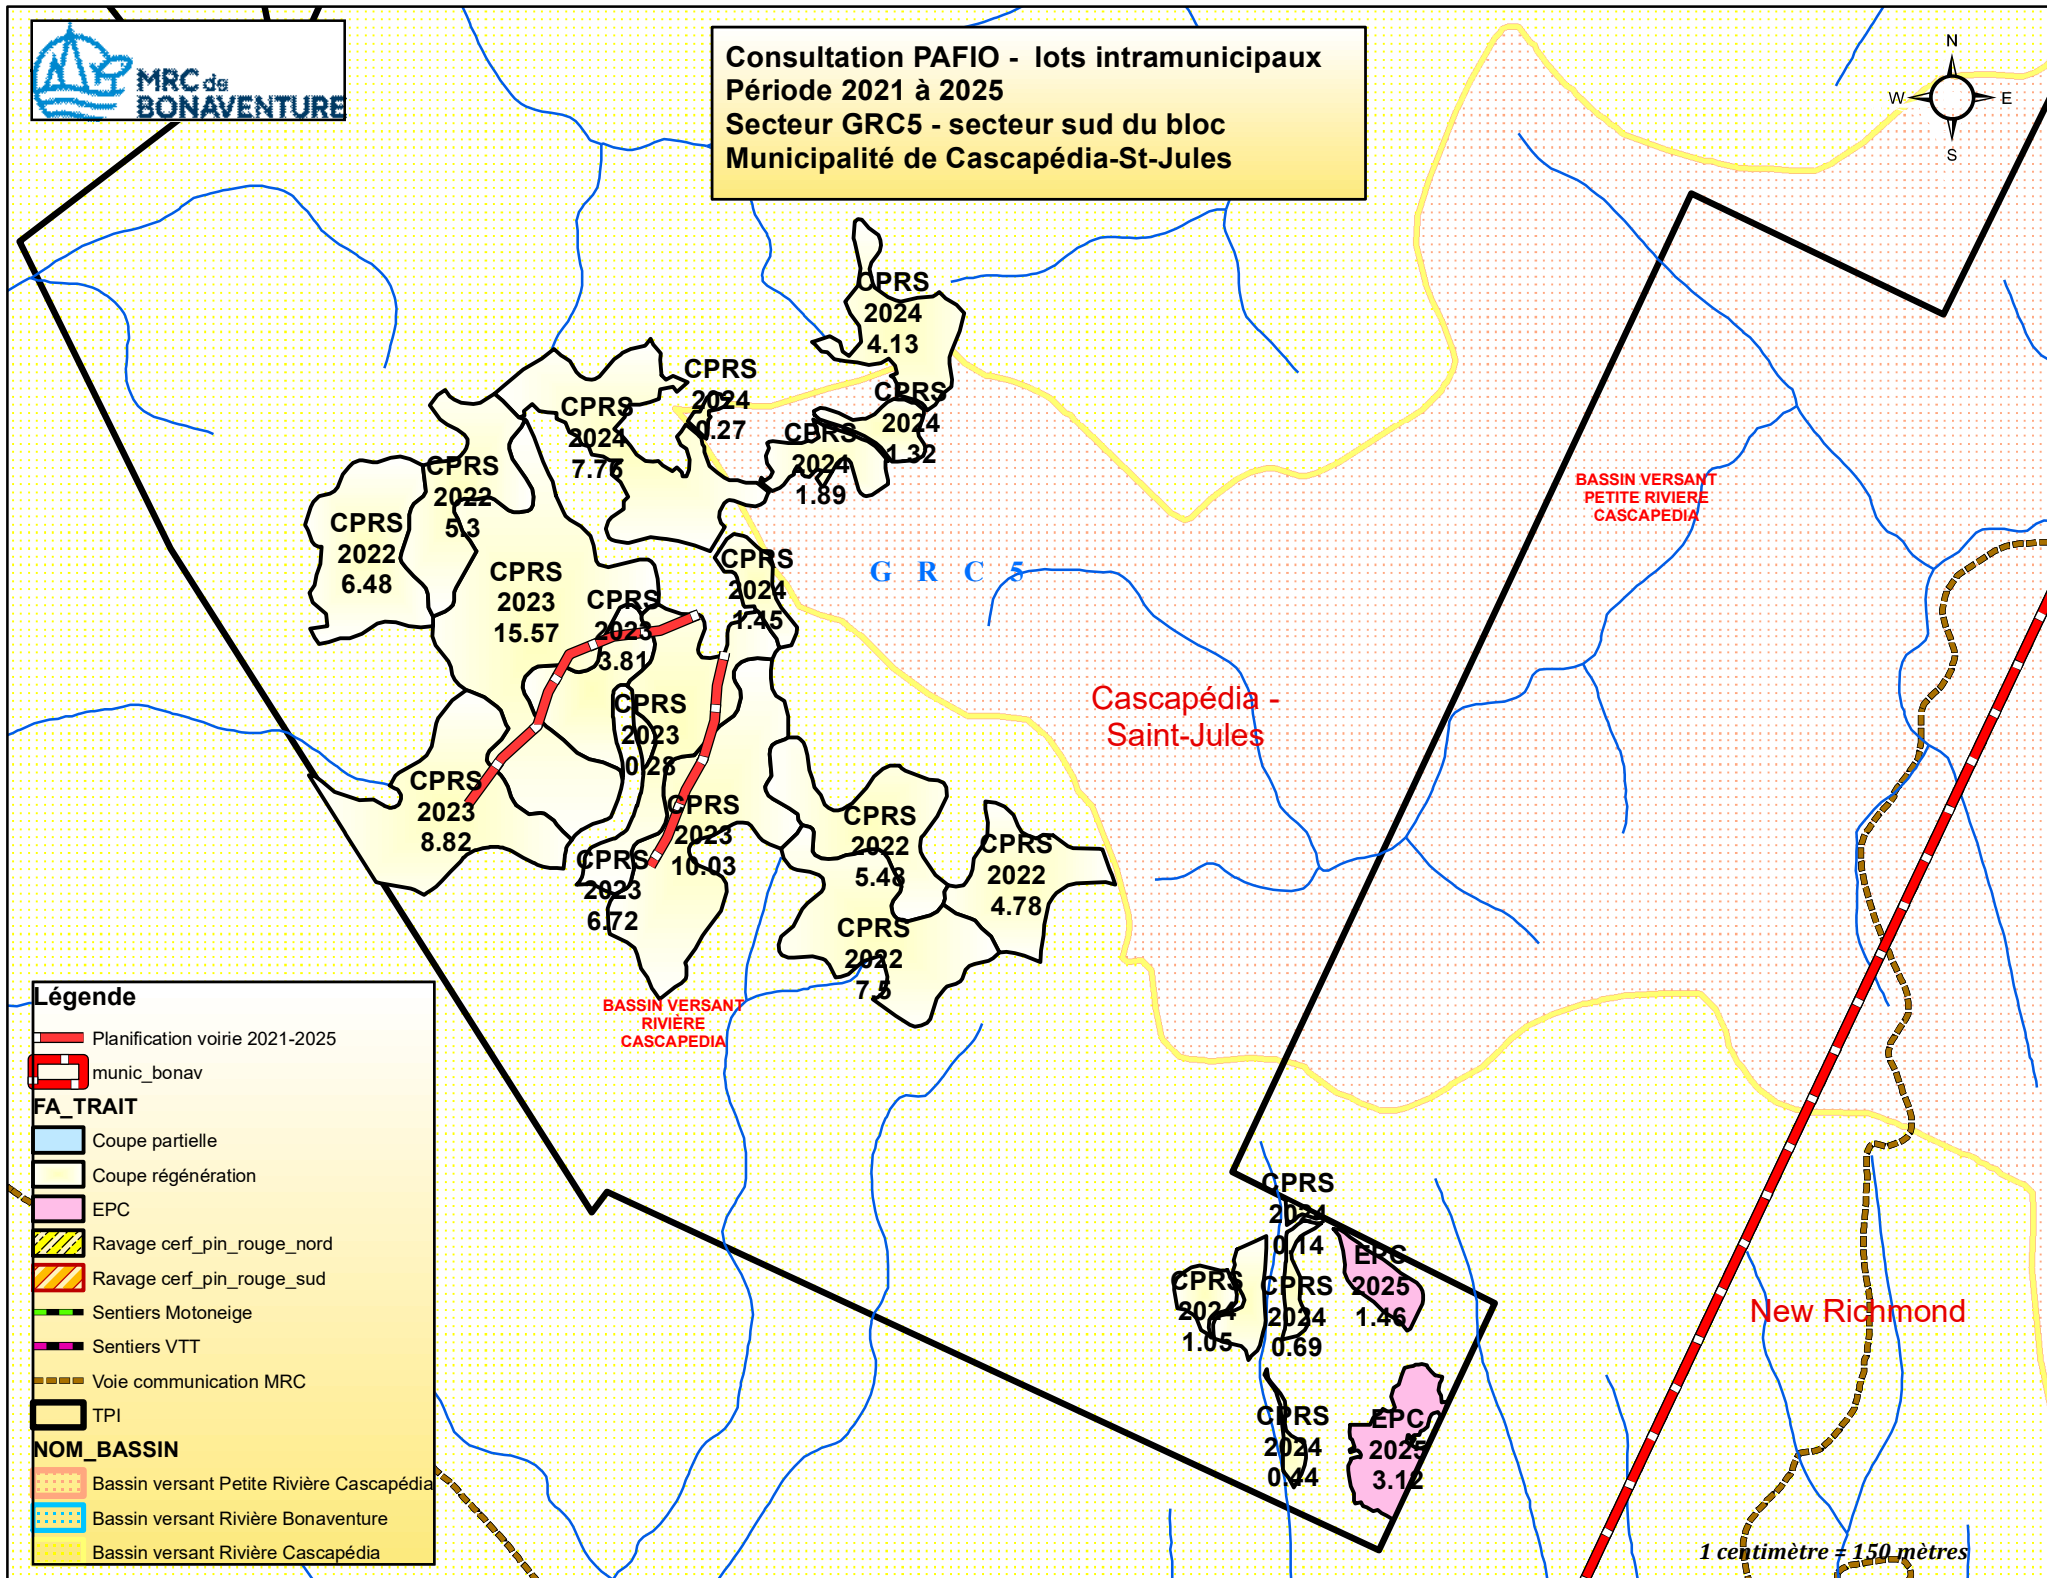 MRC de
BONAVENTURE
Consultation PAFIO - lots intramunicipaux
Période 2021 à 2025
Secteur GRC5 - secteur sud du bloc
Municipalité de Cascapédia-St-Jules
N
W
E
S
CPRS
2024
4.13
CPRS
2024
0.27
CPRS
2024
7.76
CPRS
2024
1.32
CPRS
2024
1.89
CPRS
2022
5.3
CPRS
2022
6.48
CPRS
2023
15.57
CPRS
2024
1.45
CPRS
2023
3.81
CPRS
2023
0.28
CPRS
2023
8.82
CPRS
2023
10.03
CPRS
2023
6.72
CPRS
2022
5.48
CPRS
2022
4.78
CPRS
2022
7.5
G R C 5
BASSIN VERSANT
PETITE RIVIERE
CASCAPEDIA
Cascapédia -
Saint-Jules
BASSIN VERSANT
RIVIÈRE
CASCAPEDIA
CPRS
2024
0.14
CPRS
2024
1.05
CPRS
2024
0.69
EPC
2025
1.46
CPRS
2024
0.44
EPC
2025
3.12
New Richmond
Légende
Planification voirie 2021-2025
munic_bonav
FA_TRAIT
Coupe partielle
Coupe régénération
EPC
Ravage cerf_pin_rouge_nord
Ravage cerf_pin_rouge_sud
Sentiers Motoneige
Sentiers VTT
Voie communication MRC
TPI
NOM_BASSIN
Bassin versant Petite Rivière Cascapédia
Bassin versant Rivière Bonaventure
Bassin versant Rivière Cascapédia
1 centimètre = 150 mètres